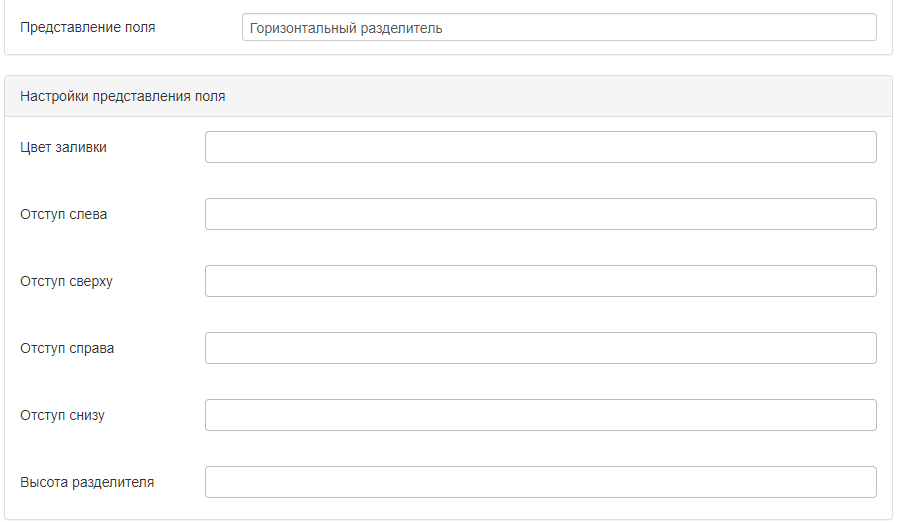 Представление поля
Горизонтальный разделитель
Настройки представления поля
Цвет заливки
Отступ слева
Отступ сверху
Отступ справа
Отступ снизу
Высота разделителя